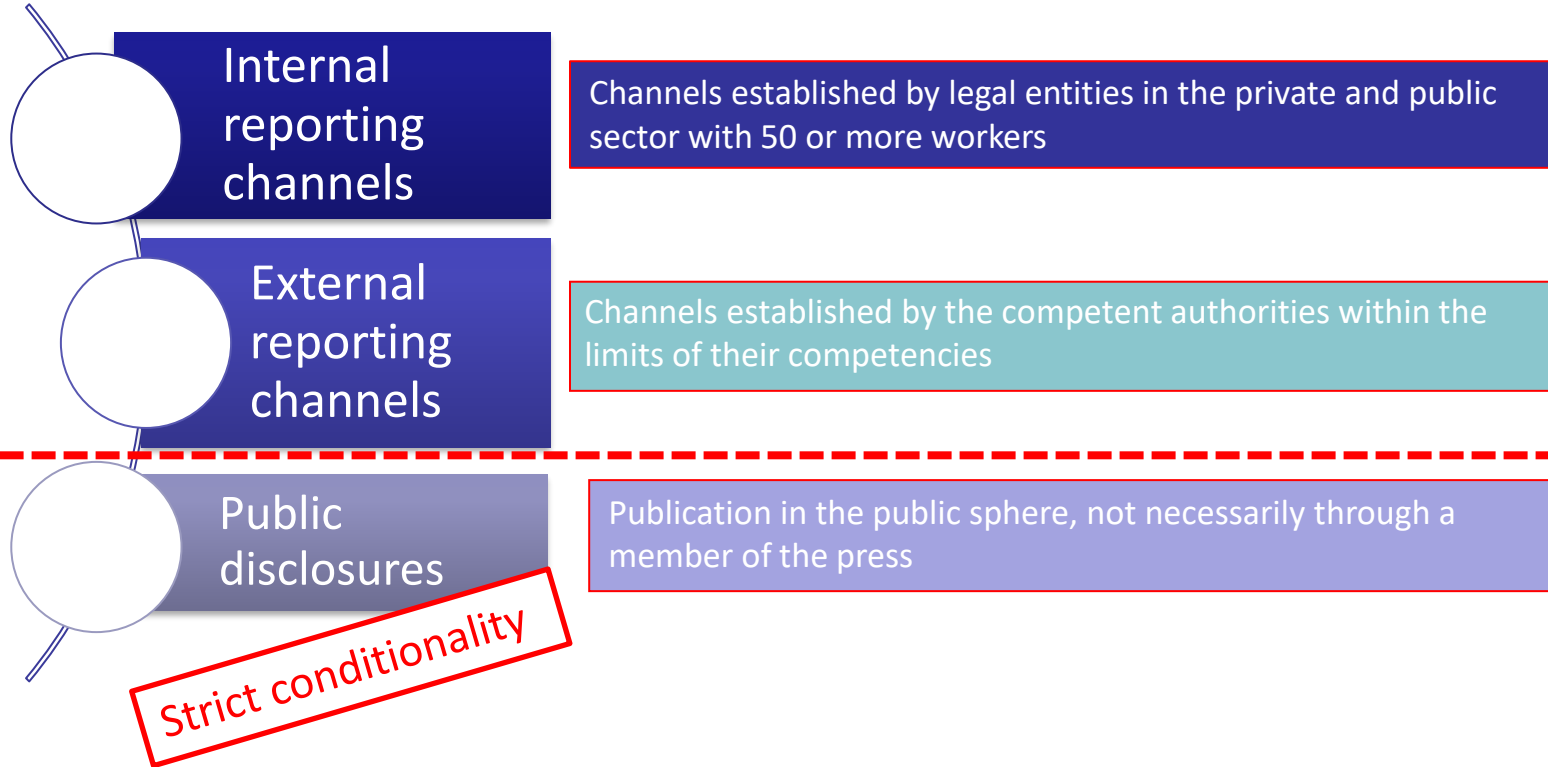 Internal
reporting
channels
Channels established by legal entities in the private and public
sector with 50 or more workers
External
reporting
channels
Channels established by the competent authorities within the
limits of their competencies
Public
disclosures
Publication in the public sphere, not necessarily through a
member of the press
Strict conditionality